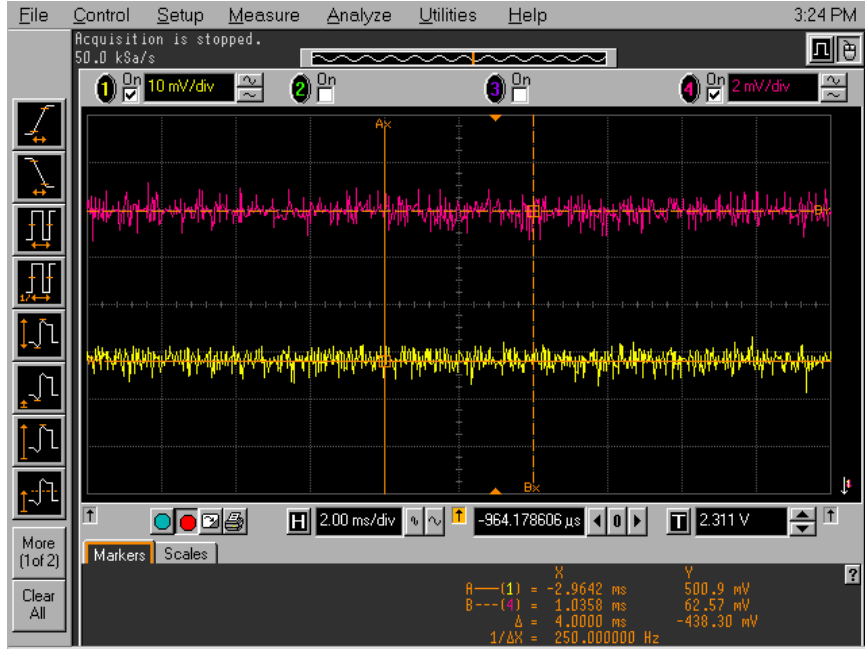 File Control Setup Measure Analyze Utilities Help 3:24 PM
Acquisition is stopped.
50.0 kSa/s
1 On 10 mV/div 2 On 3 On 4 On 2 mV/div
Ax
Bx
Bx
1/
More
(1of 2)
Clear
All
H 2.00 ms/div -964.178606 µs 0 T 2.311 V
Markers Scales
X Y
A——(1) = -2.9642 ms 500.9 mV
B---(4) = 1.0358 ms 62.57 mV
Δ = 4.0000 ms -438.30 mV
1/ΔX = 250.000000 Hz
?